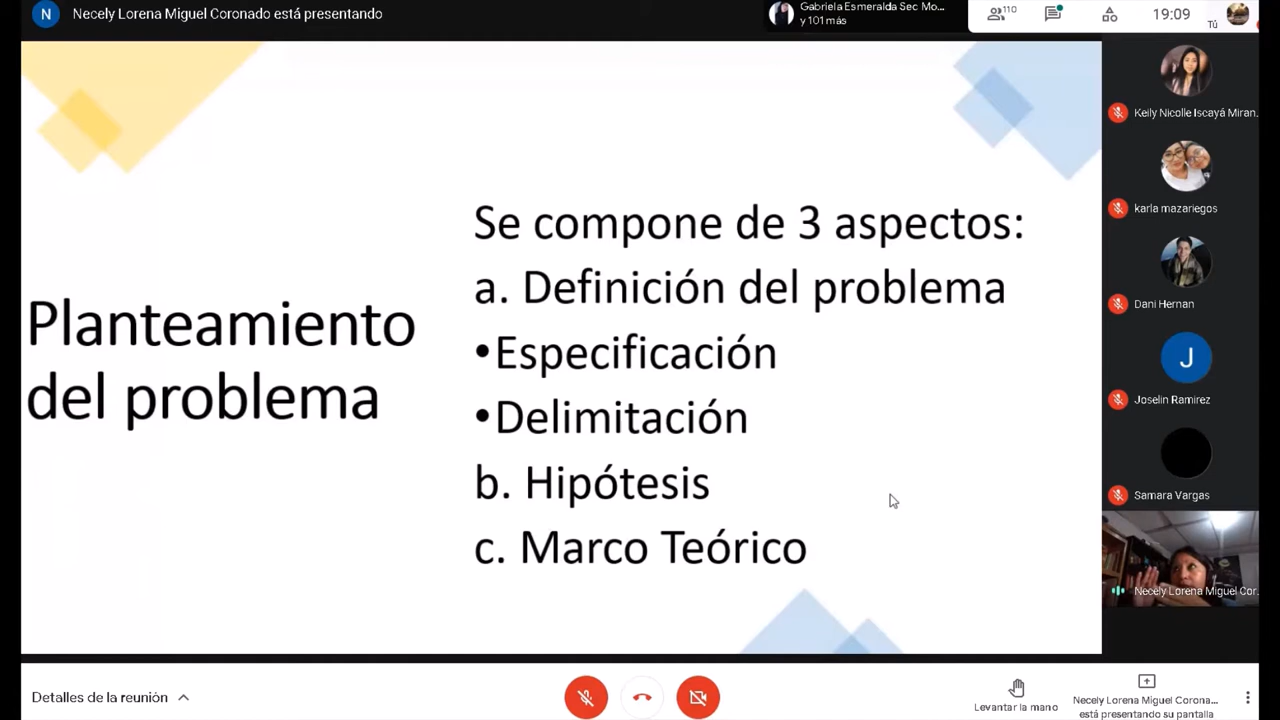 N
Necely Lorena Miguel Coronado está presentando
Gabriela Esmeralda Sec Mo...
y 101 más
110
19:09
Tú
Planteamiento
del problema
Se compone de 3 aspectos:
a. Definición del problema
•Especificación
•Delimitación
b. Hipótesis
c. Marco Teórico
Keily Nicolle Iscayá Miran...
karla mazariegos
Dani Hernan
J
Joselin Ramirez
Samara Vargas
Necely Lorena Miguel Cor...
Detalles de la reunión
Levantar la mano
Necely Lorena Miguel Corona...
está presentando su pantalla